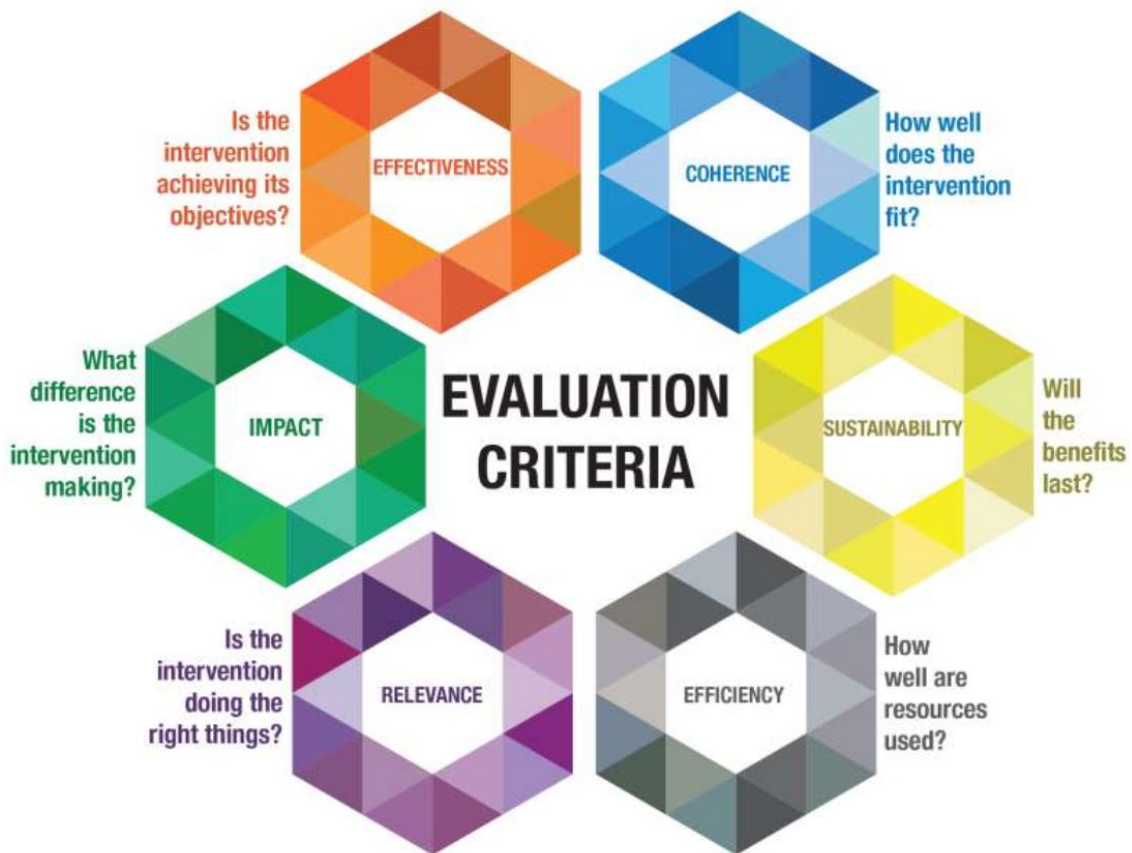 Is the
intervention
achieving its
objectives?
EFFECTIVENESS
COHERENCE
How well
does the
intervention
fit?
What
difference
is the
intervention
making?
IMPACT
EVALUATION
CRITERIA
SUSTAINABILITY
Will
the
benefits
last?
Is the
intervention
doing the
right things?
RELEVANCE
EFFICIENCY
How
well are
resources
used?